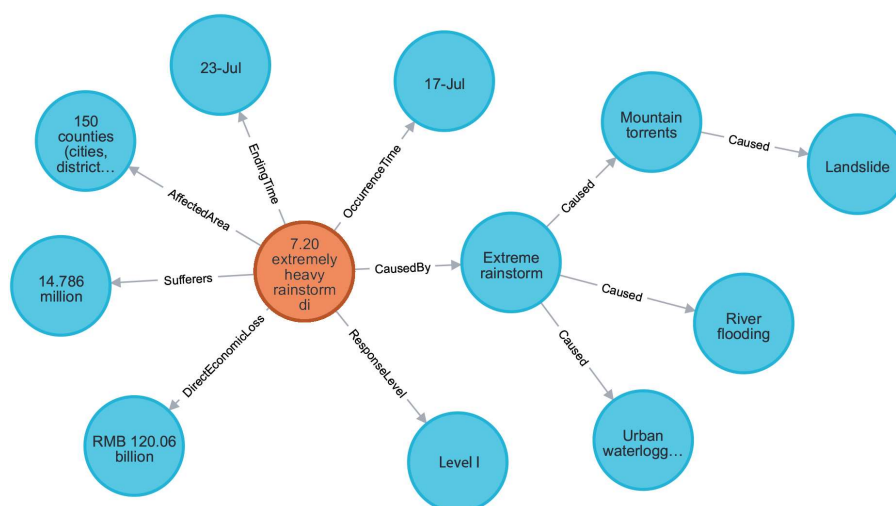 23-Jul
17-Jul
150
counties
(cities,
district…
Mountain
torrents
Caused
Landslide
EndingTime
OccurrenceTime
AffectedArea
Caused
7.20
extremely
heavy
rainstorm
di
CausedBy
Extreme
rainstorm
14.786
million
Sufferers
Caused
River
flooding
DirectEconomicLoss
ResponseLevel
Caused
RMB 120.06
billion
Level I
Urban
waterlogg…